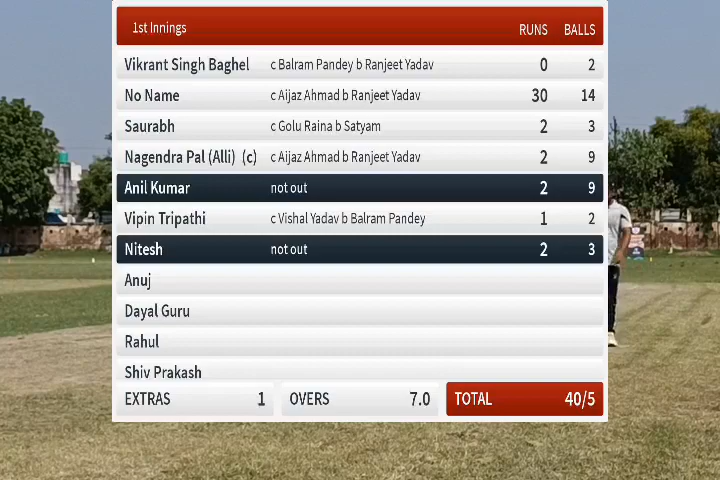 1st Innings RUNS BALLS
Vikrant Singh Baghel c Balram Pandey b Ranjeet Yadav 0 2
No Name c Aijaz Ahmad b Ranjeet Yadav 30 14
Saurabh c Golu Raina b Satyam 2 3
Nagendra Pal (Alli) (c) c Aijaz Ahmad b Ranjeet Yadav 2 9
Anil Kumar not out 2 9
Vipin Tripathi c Vishal Yadav b Balram Pandey 1 2
Nitesh not out 2 3
Anuj
Dayal Guru
Rahul
Shiv Prakash
EXTRAS 1 OVERS 7.0 TOTAL 40/5